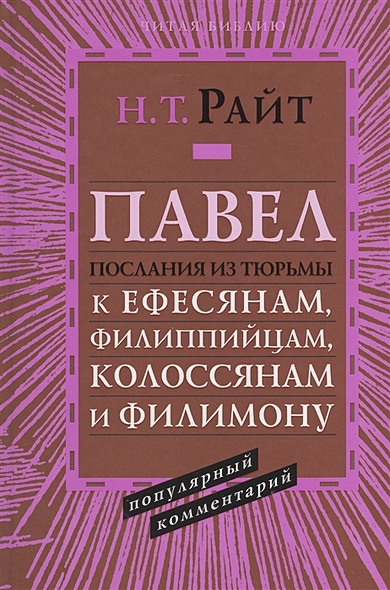 ЧИТАЯ БИБЛИЮ
Н.Т. РАЙТ
ПАВЕЛ
ПОСЛАНИЯ ИЗ ТЮРЬМЫ
К ЕФЕСЯНАМ,
ФИЛИППИЙЦАМ,
КОЛОССЯНАМ
И ФИЛИМОНУ
популярный
комментарий